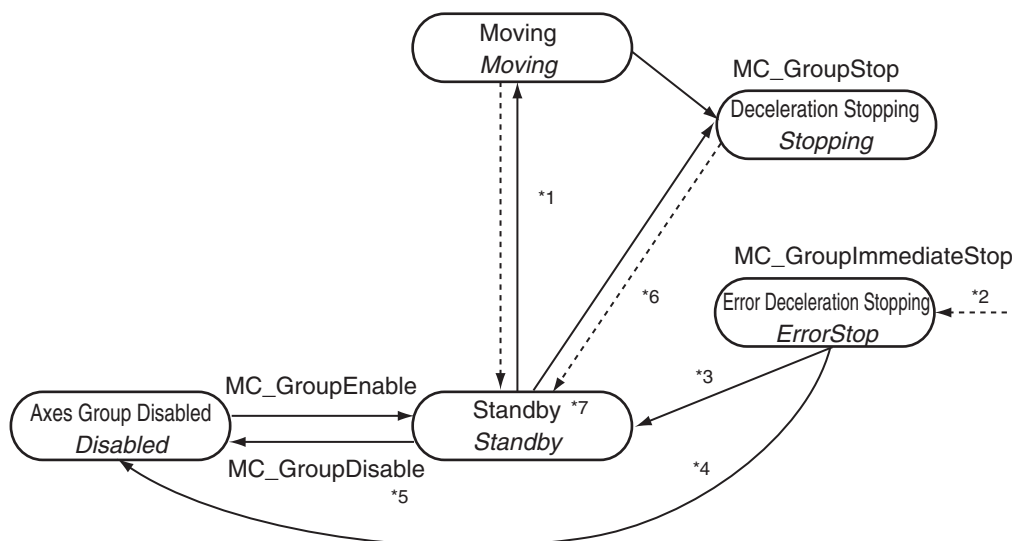 Moving
Moving
MC_GroupStop
Deceleration Stopping
Stopping
*1
MC_GroupImmediateStop
*6
Error Deceleration Stopping
ErrorStop
*2
*3
MC_GroupEnable
Axes Group Disabled
Disabled
Standby *7
Standby
MC_GroupDisable
*4
*5